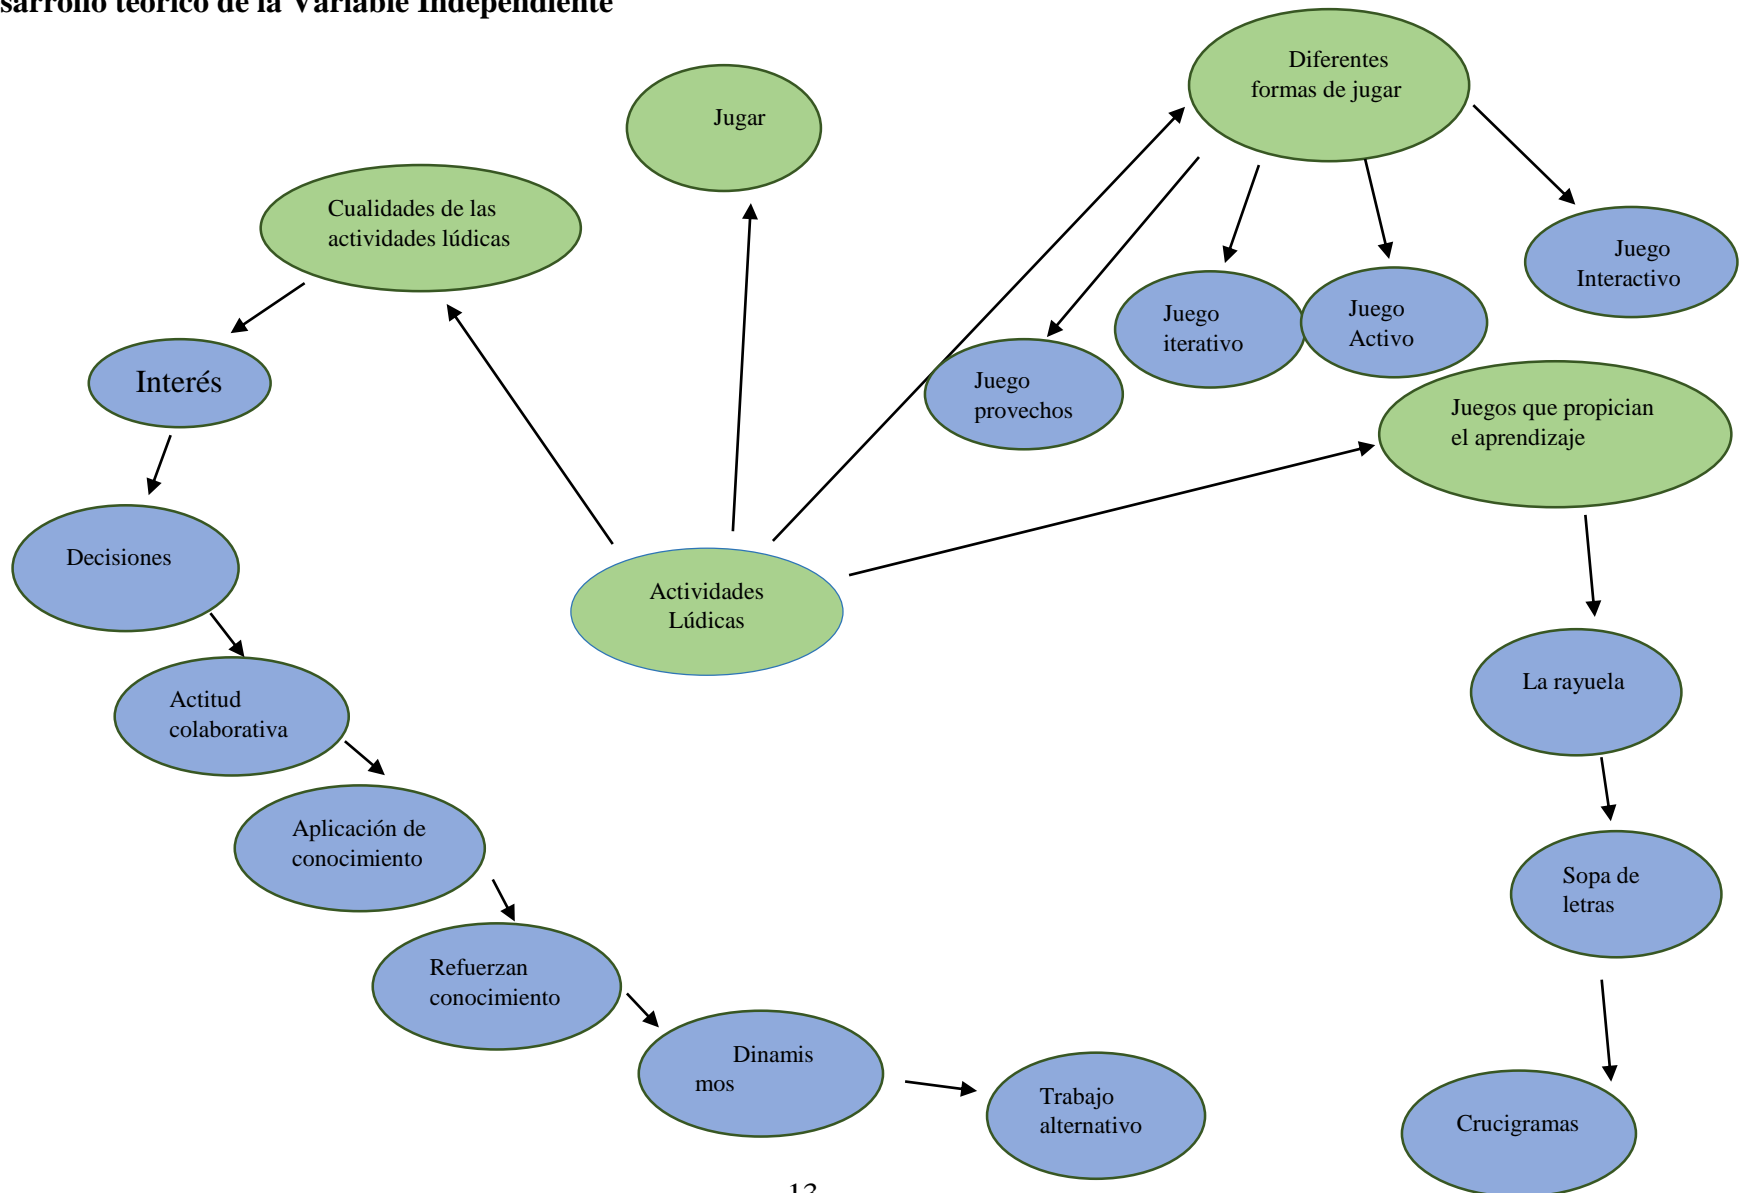 sarrollo teórico de la Variable Independiente
Diferentes
formas de jugar
Jugar
Cualidades de las
actividades lúdicas
Juego
Interactivo
Juego
iterativo
Juego
Activo
Juego
provechos
Interés
Juegos que propician
el aprendizaje
Decisiones
Actividades
Lúdicas
Actitud
colaborativa
La rayuela
Aplicación de
conocimiento
Sopa de
letras
Refuerzan
conocimiento
Dinamis
mos
Trabajo
alternativo
Crucigramas
13